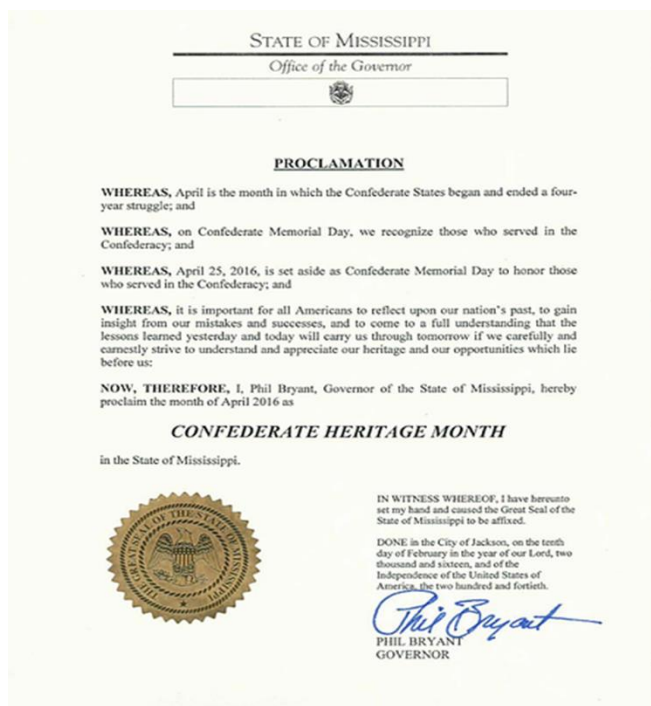 STATE OF MISSISSIPPI
Office of the Governor
PROCLAMATION
WHEREAS, April is the month in which the Confederate States began and ended a four-
year struggle; and
WHEREAS, on Confederate Memorial Day, we recognize those who served in the
Confederacy; and
WHEREAS, April 25, 2016, is set aside as Confederate Memorial Day to honor those
who served in the Confederacy; and
WHEREAS, it is important for all Americans to reflect upon our nation's past, to gain
insight from our mistakes and successes, and to come to a full understanding that the
lessons learned yesterday and today will carry us through tomorrow if we carefully and
earnestly strive to understand and appreciate our heritage and our opportunities which lie
before us:
NOW, THEREFORE, I, Phil Bryant, Governor of the State of Mississippi, hereby
proclaim the month of April 2016 as
CONFEDERATE HERITAGE MONTH
in the State of Mississippi.
THE GREAT SEAL OF THE STATE OF MISSISSIPPI
IN WITNESS WHEREOF, I have hereunto
set my hand and caused the Great Seal of the
State of Mississippi to be affixed.
DONE in the City of Jackson, on the tenth
day of February in the year of our Lord, two
thousand and sixteen, and of the
Independence of the United States of
America, the two hundred and fortieth.
Phil Bryant
PHIL BRYANT
GOVERNOR